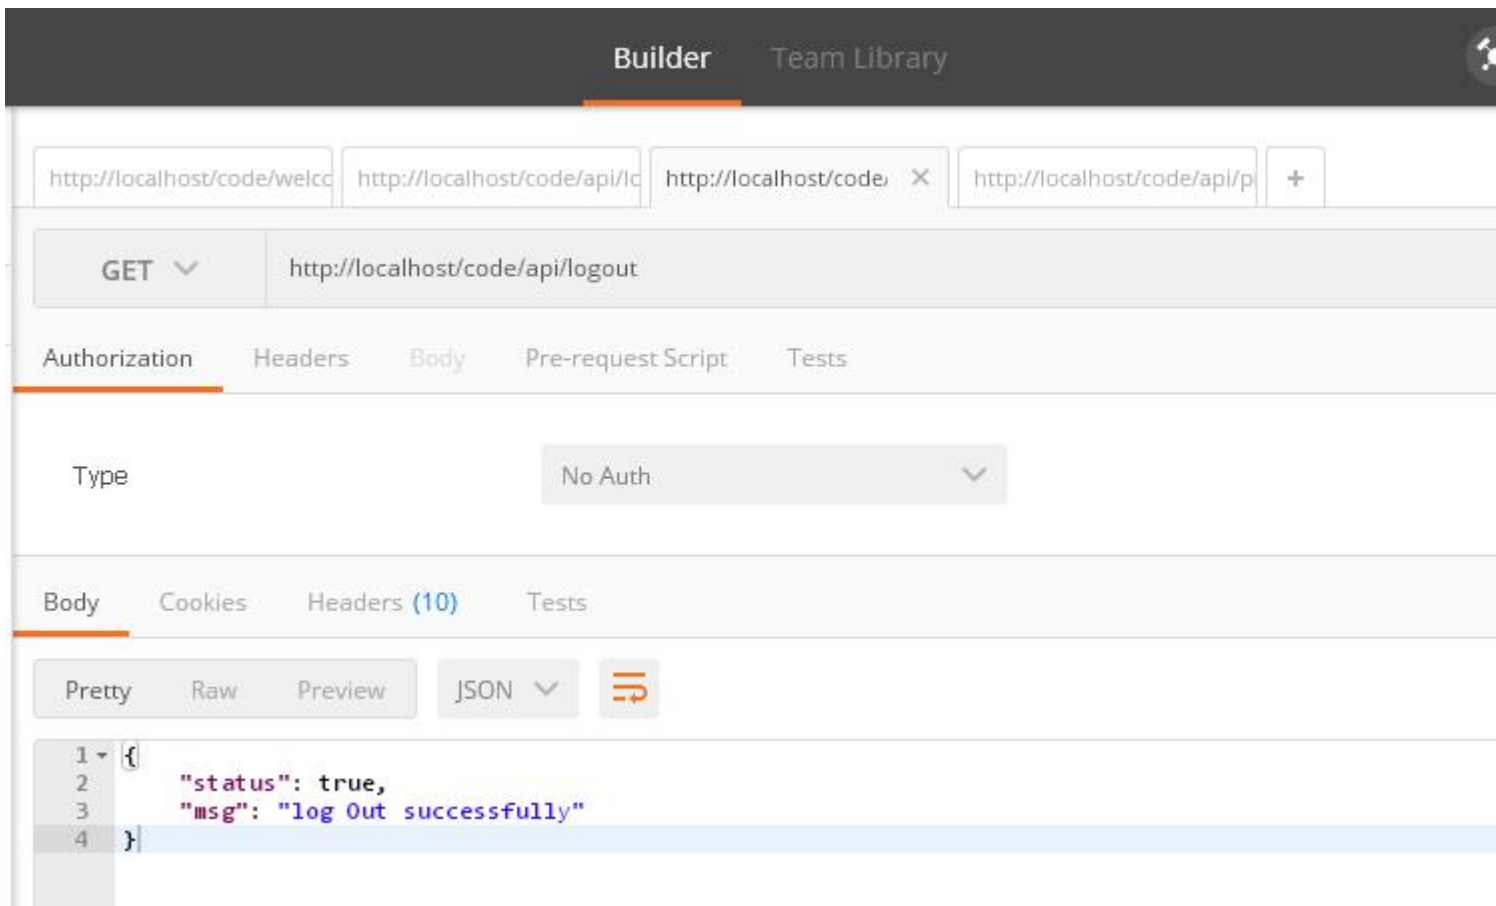 Builder Team Library
http://localhost/code/welcc http://localhost/code/api/lc http://localhost/code/ http://localhost/code/api/p +
GET http://localhost/code/api/logout
Authorization Headers Body Pre-request Script Tests
Type No Auth
Body Cookies Headers (10) Tests
Pretty Raw Preview JSON
1 {
2 "status": true,
3 "msg": "log Out successfully"
4 }